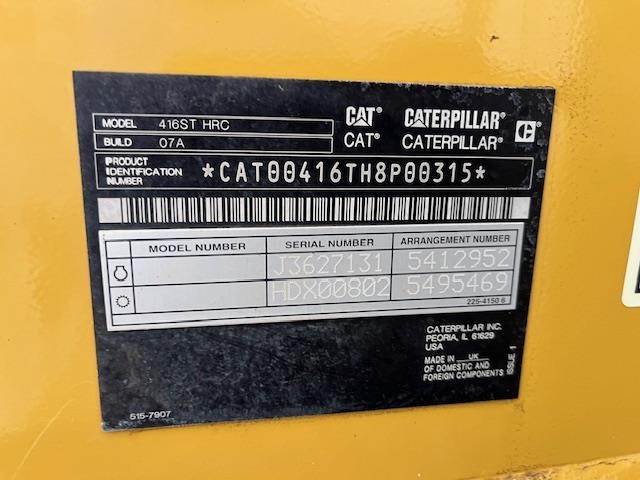 MODEL 416ST HRC
BUILD 07A
CAT CATERPILLAR
CAT® CATERPILLAR®
PRODUCT
IDENTIFICATION
NUMBER
*CAT00416TH8P00315*
MODEL NUMBER SERIAL NUMBER ARRANGEMENT NUMBER
J3627131 5412952
HDX00802 5495469
225-4150 6
CATERPILLAR INC.
PEORIA, IL 61629
USA
MADE IN UK
OF DOMESTIC AND
FOREIGN COMPONENTS
ISSUE 1
515-7907